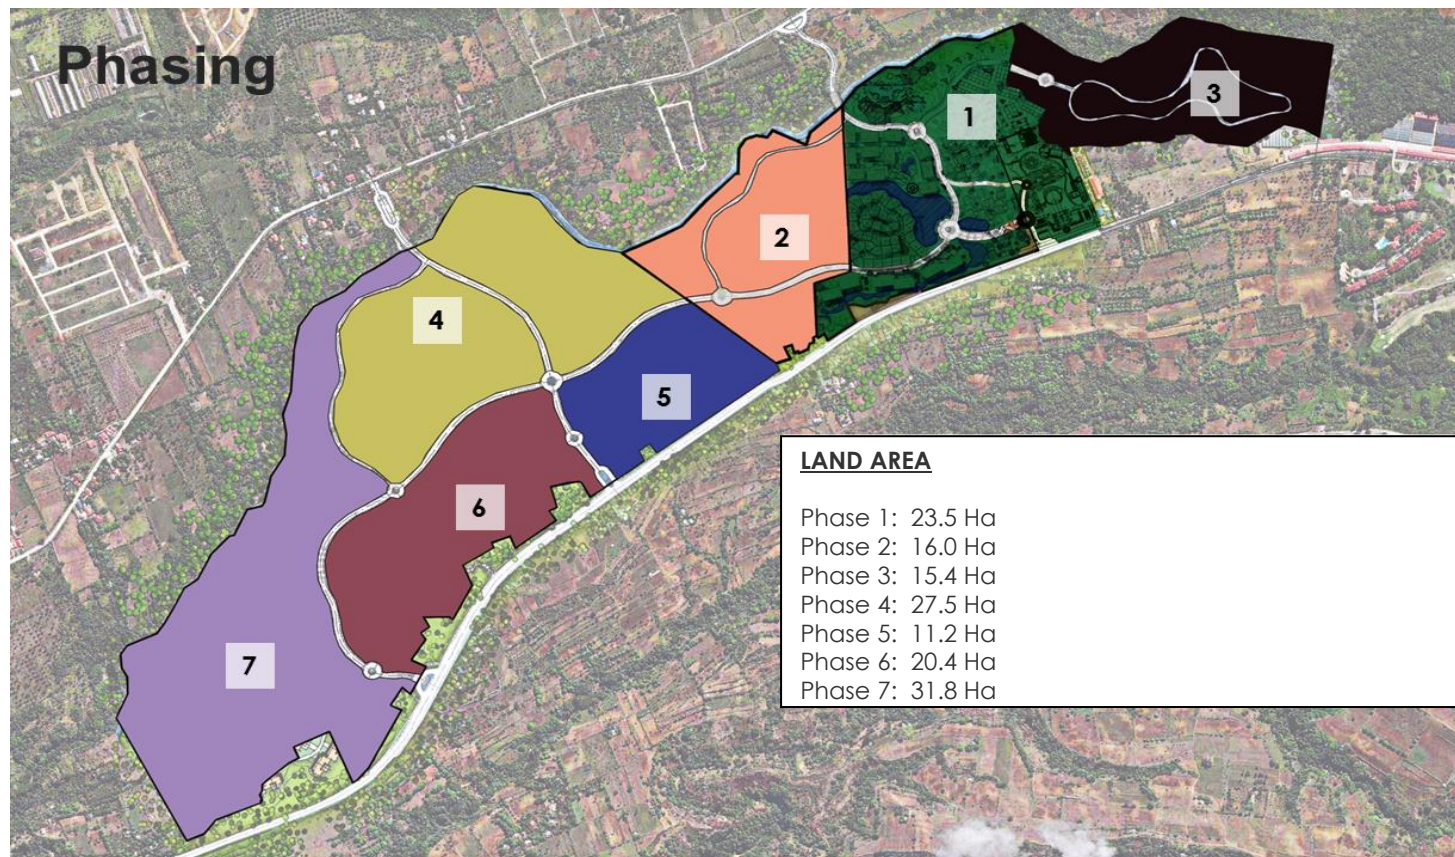 Phasing
1
3
2
4
5
6
7
LAND AREA
Phase 1: 23.5 Ha
Phase 2: 16.0 Ha
Phase 3: 15.4 Ha
Phase 4: 27.5 Ha
Phase 5: 11.2 Ha
Phase 6: 20.4 Ha
Phase 7: 31.8 Ha